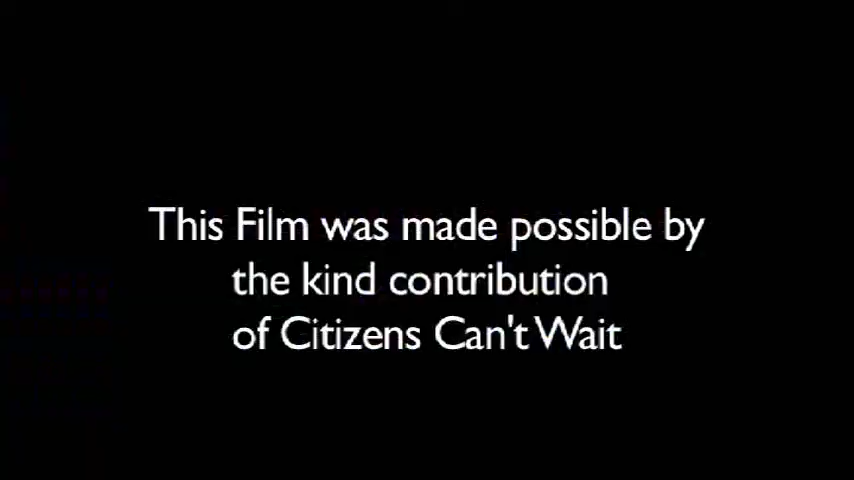 This Film was made possible by
the kind contribution
of Citizens Can't Wait